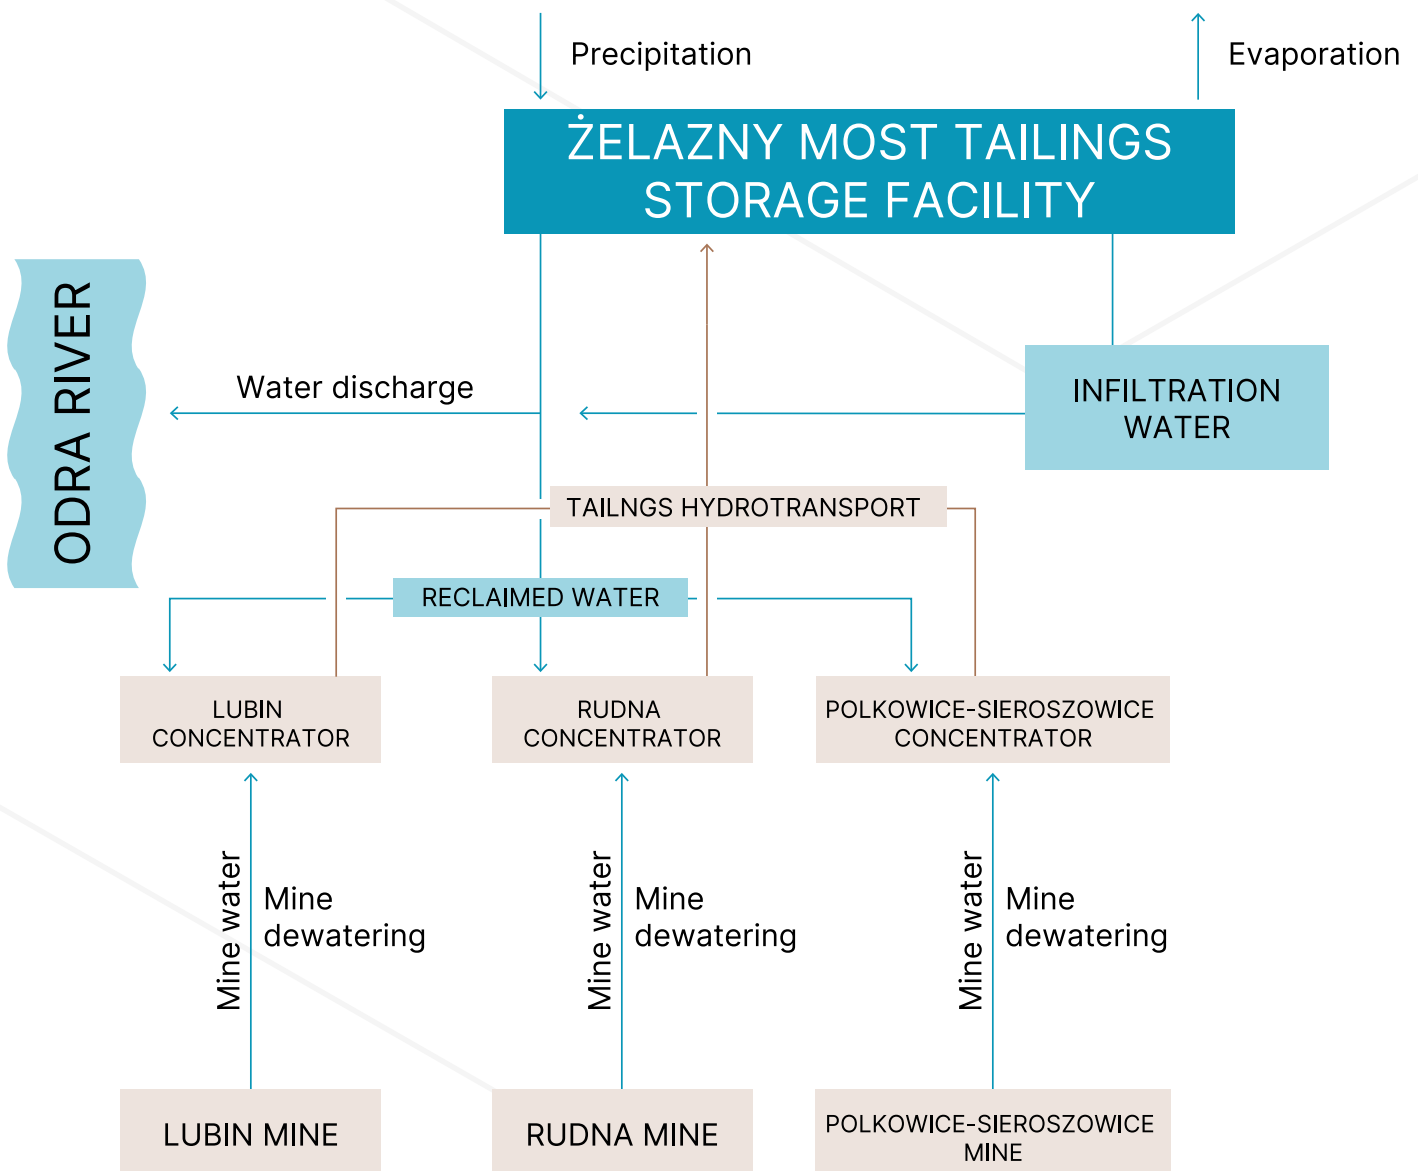 Precipitation
Evaporation
ŻELAZNY MOST TAILINGS
STORAGE FACILITY
ODRA RIVER
Water discharge
INFILTRATION
WATER
TAILNGS HYDROTRANSPORT
RECLAIMED WATER
LUBIN
CONCENTRATOR
RUDNA
CONCENTRATOR
POLKOWICE-SIEROSZOWICE
CONCENTRATOR
Mine water
Mine
dewatering
Mine water
Mine
dewatering
Mine water
Mine
dewatering
LUBIN MINE
RUDNA MINE
POLKOWICE-SIEROSZOWICE
MINE